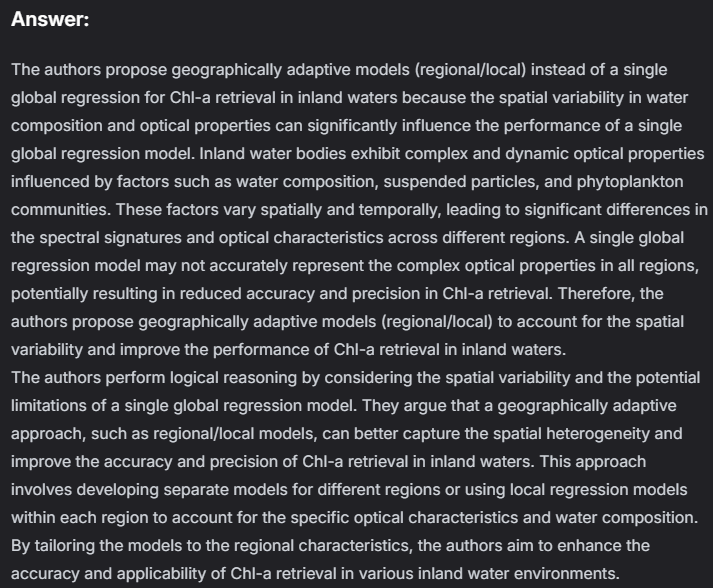 Answer:
The authors propose geographically adaptive models (regional/local) instead of a single
global regression for Chl-a retrieval in inland waters because the spatial variability in water
composition and optical properties can significantly influence the performance of a single
global regression model. Inland water bodies exhibit complex and dynamic optical properties
influenced by factors such as water composition, suspended particles, and phytoplankton
communities. These factors vary spatially and temporally, leading to significant differences in
the spectral signatures and optical characteristics across different regions. A single global
regression model may not accurately represent the complex optical properties in all regions,
potentially resulting in reduced accuracy and precision in Chl-a retrieval. Therefore, the
authors propose geographically adaptive models (regional/local) to account for the spatial
variability and improve the performance of Chl-a retrieval in inland waters.
The authors perform logical reasoning by considering the spatial variability and the potential
limitations of a single global regression model. They argue that a geographically adaptive
approach, such as regional/local models, can better capture the spatial heterogeneity and
improve the accuracy and precision of Chl-a retrieval in inland waters. This approach
involves developing separate models for different regions or using local regression models
within each region to account for the specific optical characteristics and water composition.
By tailoring the models to the regional characteristics, the authors aim to enhance the
accuracy and applicability of Chl-a retrieval in various inland water environments.